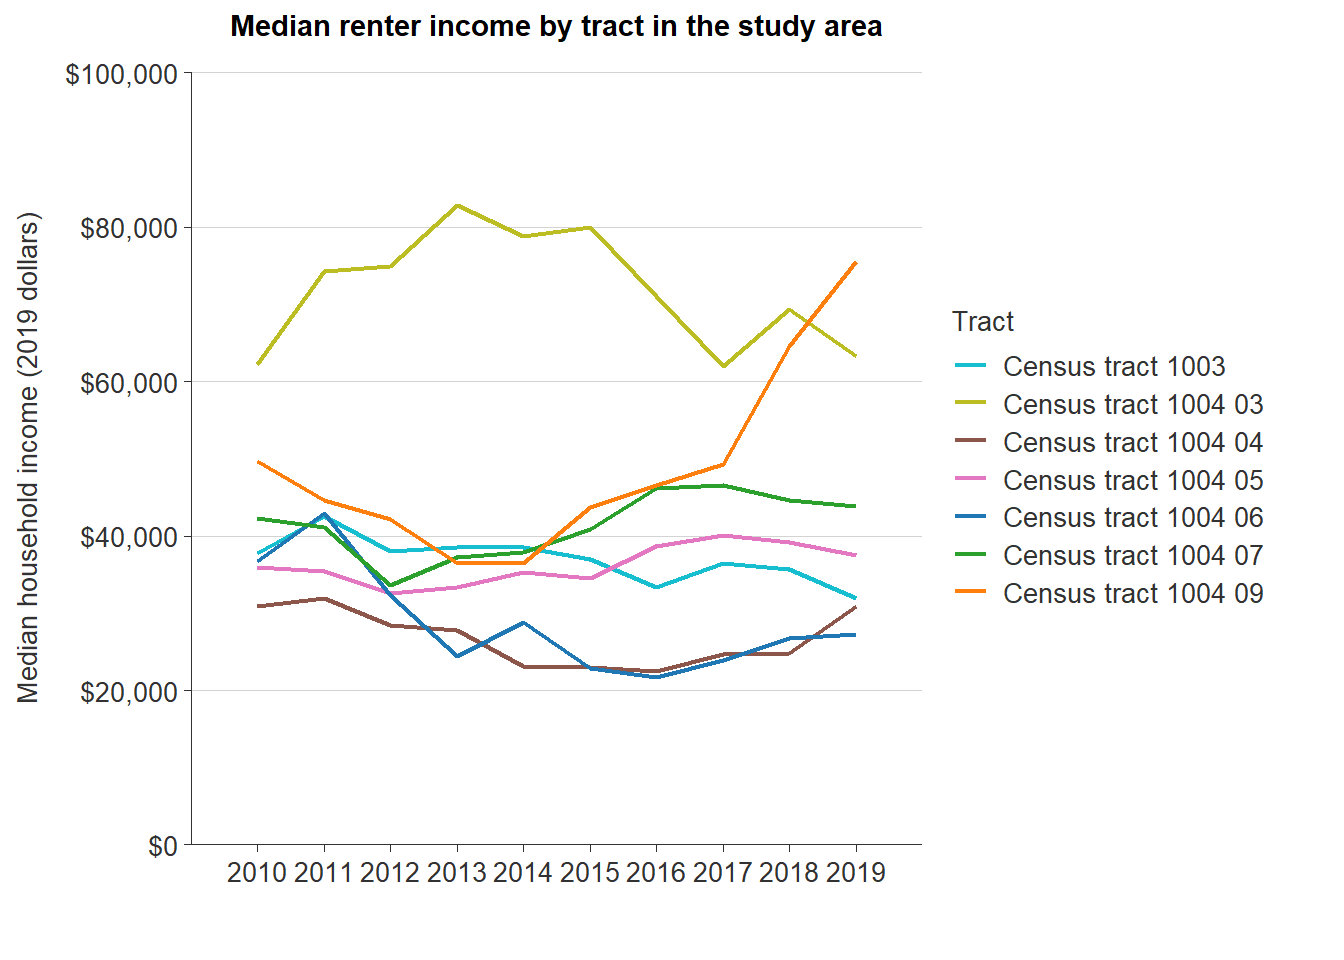 Median renter income by tract in the study area
Median household income (2019 dollars)
$100,000
$80,000
$60,000
$40,000
$20,000
$0
2010 2011 2012 2013 2014 2015 2016 2017 2018 2019
Tract
Census tract 1003
Census tract 1004 03
Census tract 1004 04
Census tract 1004 05
Census tract 1004 06
Census tract 1004 07
Census tract 1004 09